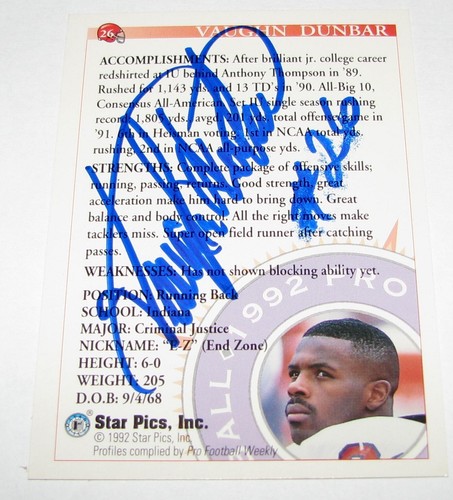 26
VAUGHN DUNBAR
ACCOMPLISHMENTS: After brilliant jr. college career
redshirted at IU behind Anthony Thompson in '89.
Rushed for 1,143 yds. and 13 TD's in '90. All-Big 10,
Consensus All-American, set IU single season rushing
record, 1,805 yds., avgd. 201 yds. total offense/game in
'91. 6th in Heisman voting. 1st in NCAA total yds.
rushing, 2nd in NCAA all-purpose yds.
STRENGTHS: Complete package of offensive skills;
running, passing, returns. Good strength, great
acceleration make him hard to bring down. Great
balance and body control. All the right moves, make
tacklers miss. Super open field runner after catching
passes.
WEAKNESSES: Has not shown blocking ability yet.
POSITION: Running Back
SCHOOL: Indiana
MAJOR: Criminal Justice
NICKNAME: "E-Z" (End Zone)
HEIGHT: 6-0
WEIGHT: 205
D.O.B: 9/4/68
Star Pics, Inc.
© 1992 Star Pics, Inc.
Profiles complied by Pro Football Weekly
ALL 1992 PRO
Vaughn Dunbar
#26